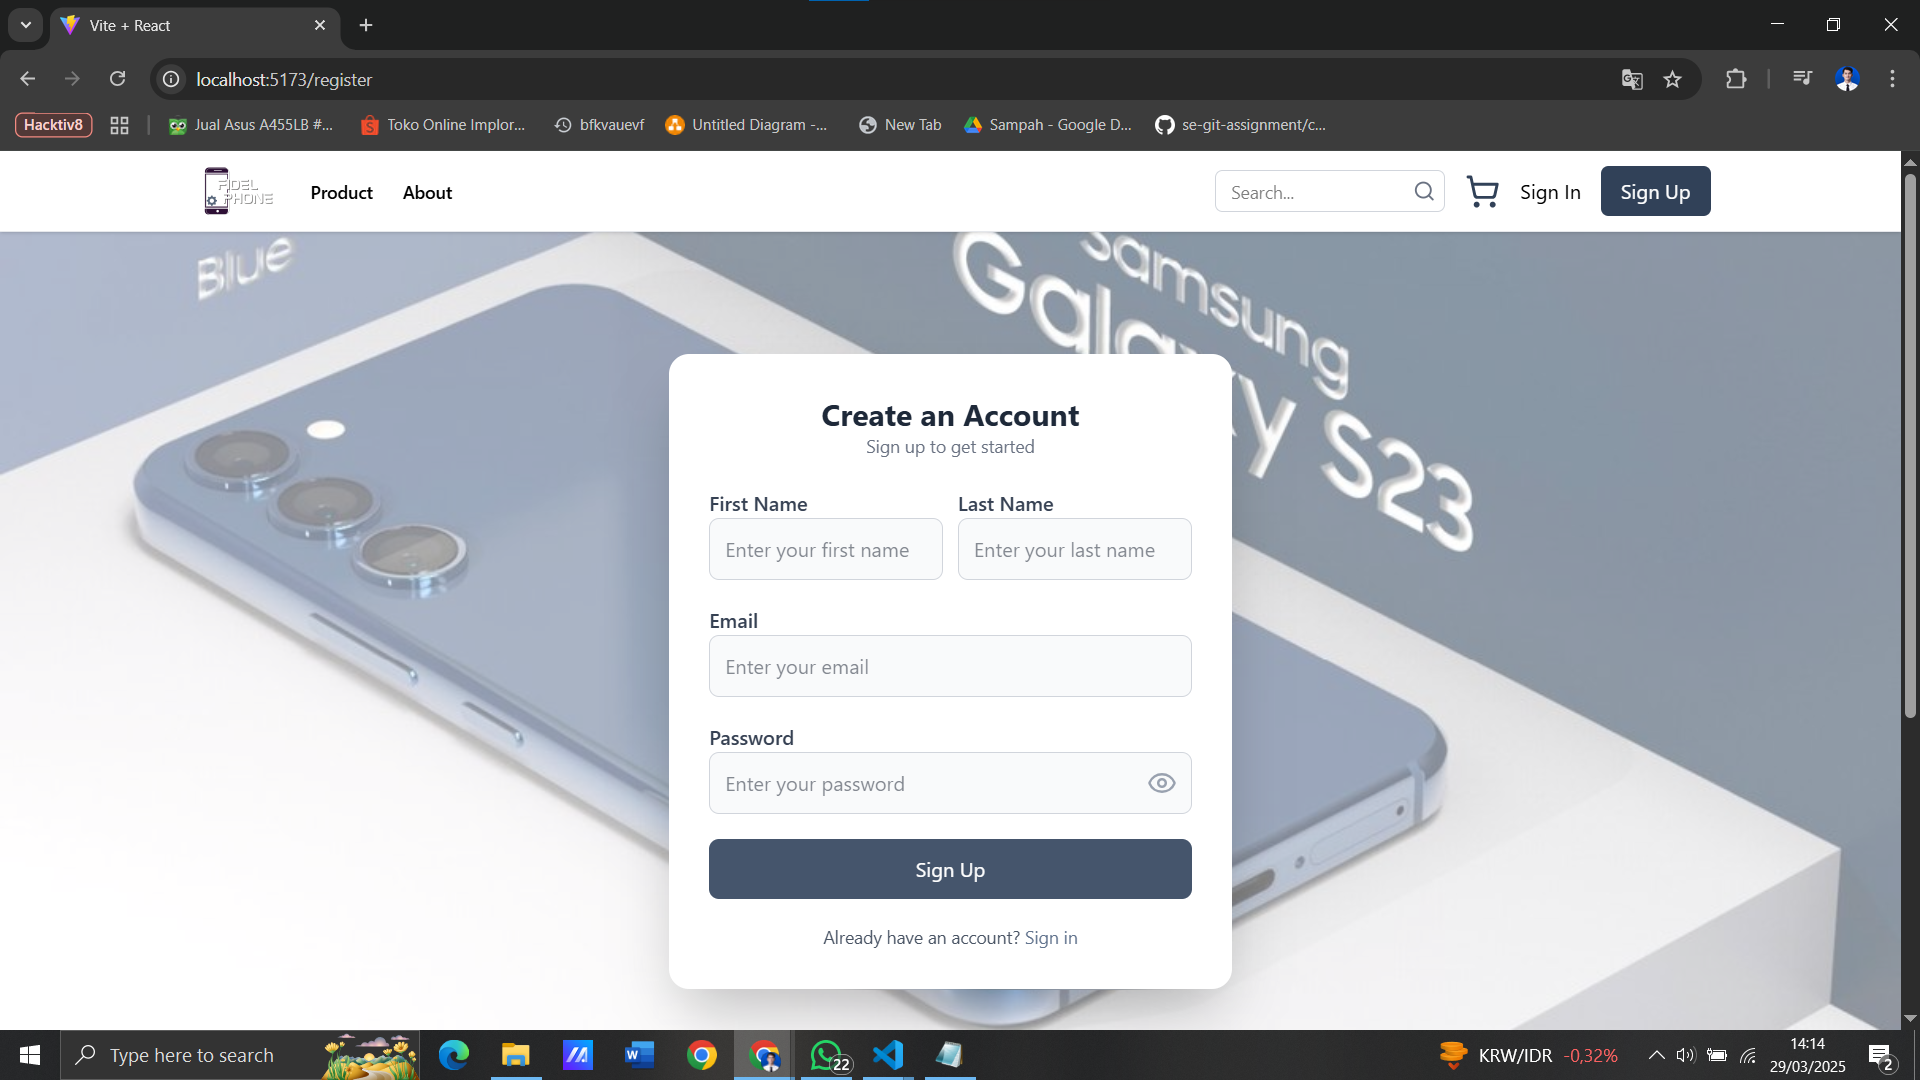 Vite + React
localhost:5173/register
Hacktiv8
Jual Asus A455LB #...
Toko Online Implor...
bfkvauevf
Untitled Diagram -...
New Tab
Sampah - Google D...
se-git-assignment/c...
FIDEL
PHONE
Product
About
Search...
Sign In
Sign Up
Blue
Samsung
Galaxy S23
Create an Account
Sign up to get started
First Name
Last Name
Enter your first name
Enter your last name
Email
Enter your email
Password
Enter your password
Sign Up
Already have an account? Sign in
Type here to search
22
KRW/IDR -0,32%
14:14
29/03/2025
2